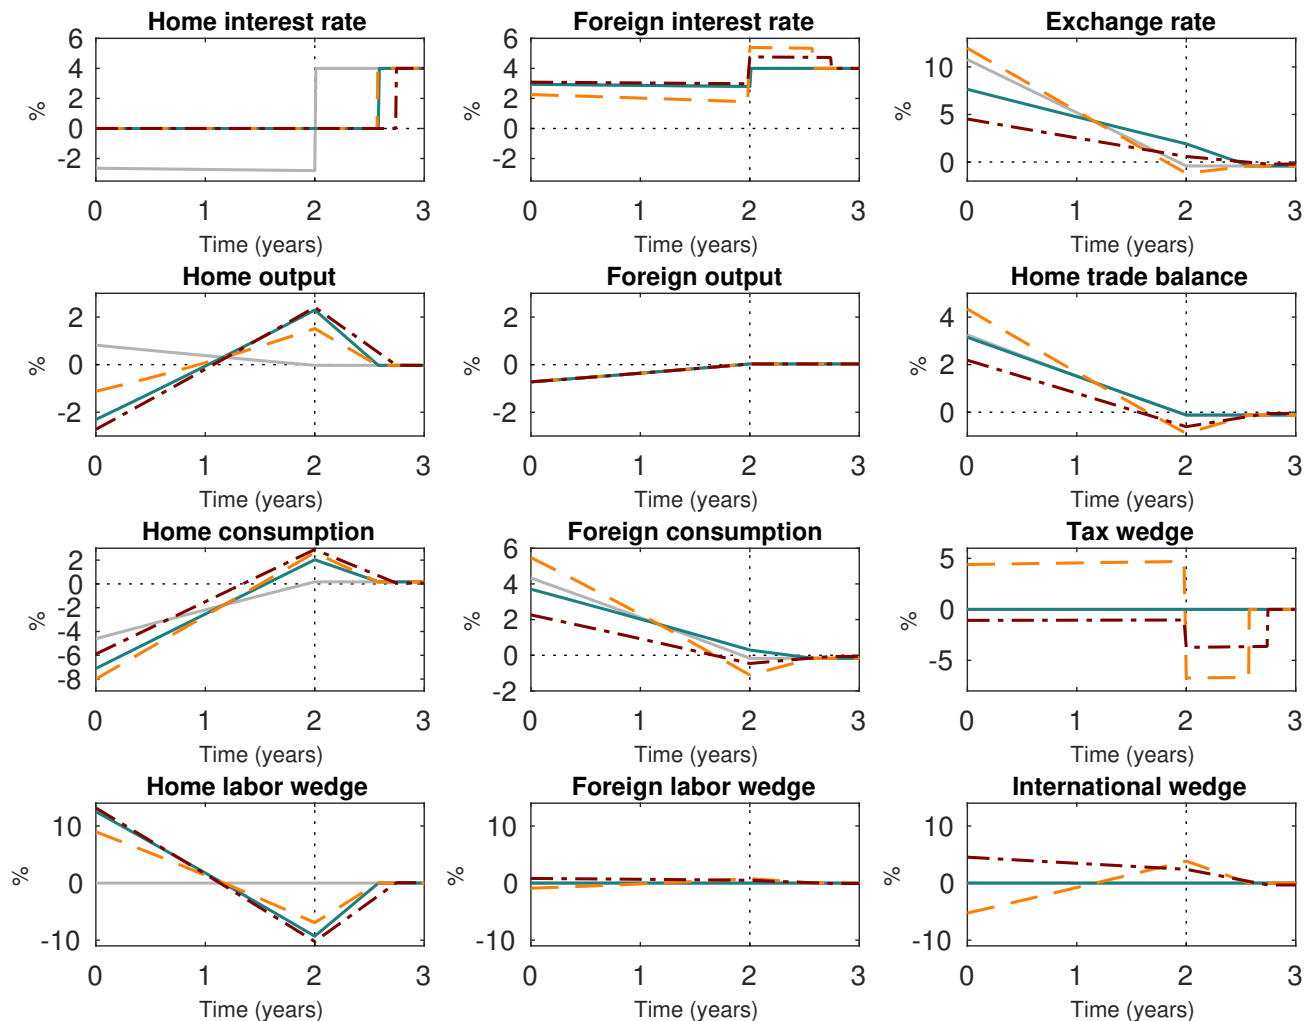 Home interest rate
6
4
2
0
-2
%
0 1 2 3
Time (years)
Foreign interest rate
6
4
2
0
-2
%
0 1 2 3
Time (years)
Exchange rate
10
5
0
%
0 1 2 3
Time (years)
Home output
2
0
-2
%
0 1 2 3
Time (years)
Foreign output
2
0
-2
%
0 1 2 3
Time (years)
Home trade balance
4
2
0
%
0 1 2 3
Time (years)
Home consumption
2
0
-2
-4
-6
-8
%
0 1 2 3
Time (years)
Foreign consumption
6
4
2
0
-2
%
0 1 2 3
Time (years)
Tax wedge
5
0
-5
%
0 1 2 3
Time (years)
Home labor wedge
10
0
-10
%
0 1 2 3
Time (years)
Foreign labor wedge
10
0
-10
%
0 1 2 3
Time (years)
International wedge
10
0
-10
%
0 1 2 3
Time (years)